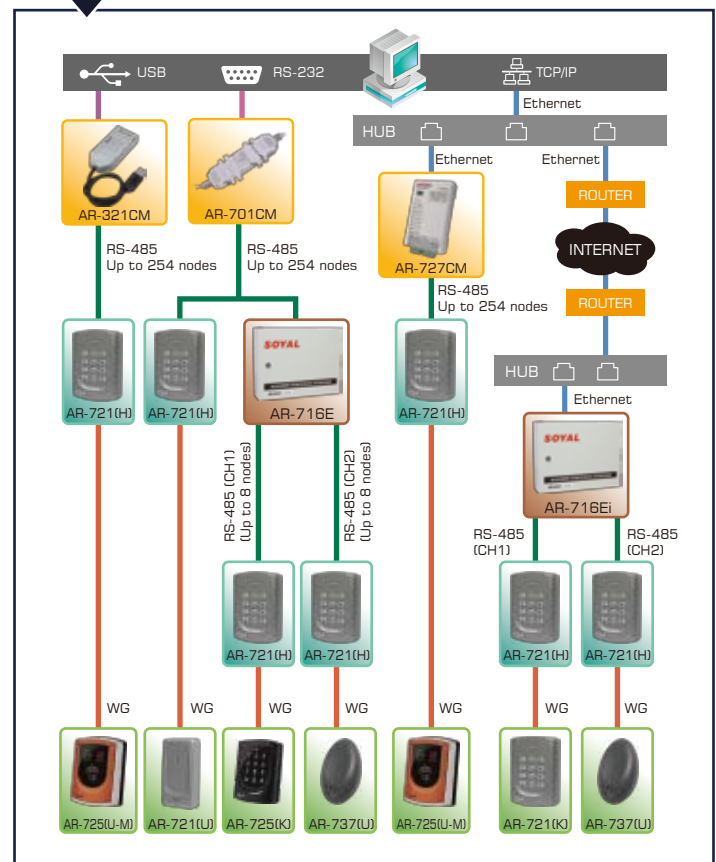 USB
RS-232
TCP/IP
Ethernet
HUB
Ethernet
Ethernet
AR-321CM
AR-701CM
AR-727CM
ROUTER
INTERNET
ROUTER
RS-485
Up to 254 nodes
RS-485
Up to 254 nodes
RS-485
Up to 254 nodes
AR-721(H)
AR-721(H)
SOYAL
AR-716E
AR-721(H)
HUB
Ethernet
SOYAL
AR-716Ei
RS-485 (CH1)
(Up to 8 nodes)
RS-485 (CH2)
(Up to 8 nodes)
RS-485
(CH1)
RS-485
(CH2)
AR-721(H)
AR-721(H)
AR-721(H)
AR-721(H)
WG
WG
WG
WG
WG
WG
WG
AR-725(U-M)
AR-721(U)
AR-725(K)
AR-737(U)
AR-725(U-M)
AR-721(K)
AR-737(U)